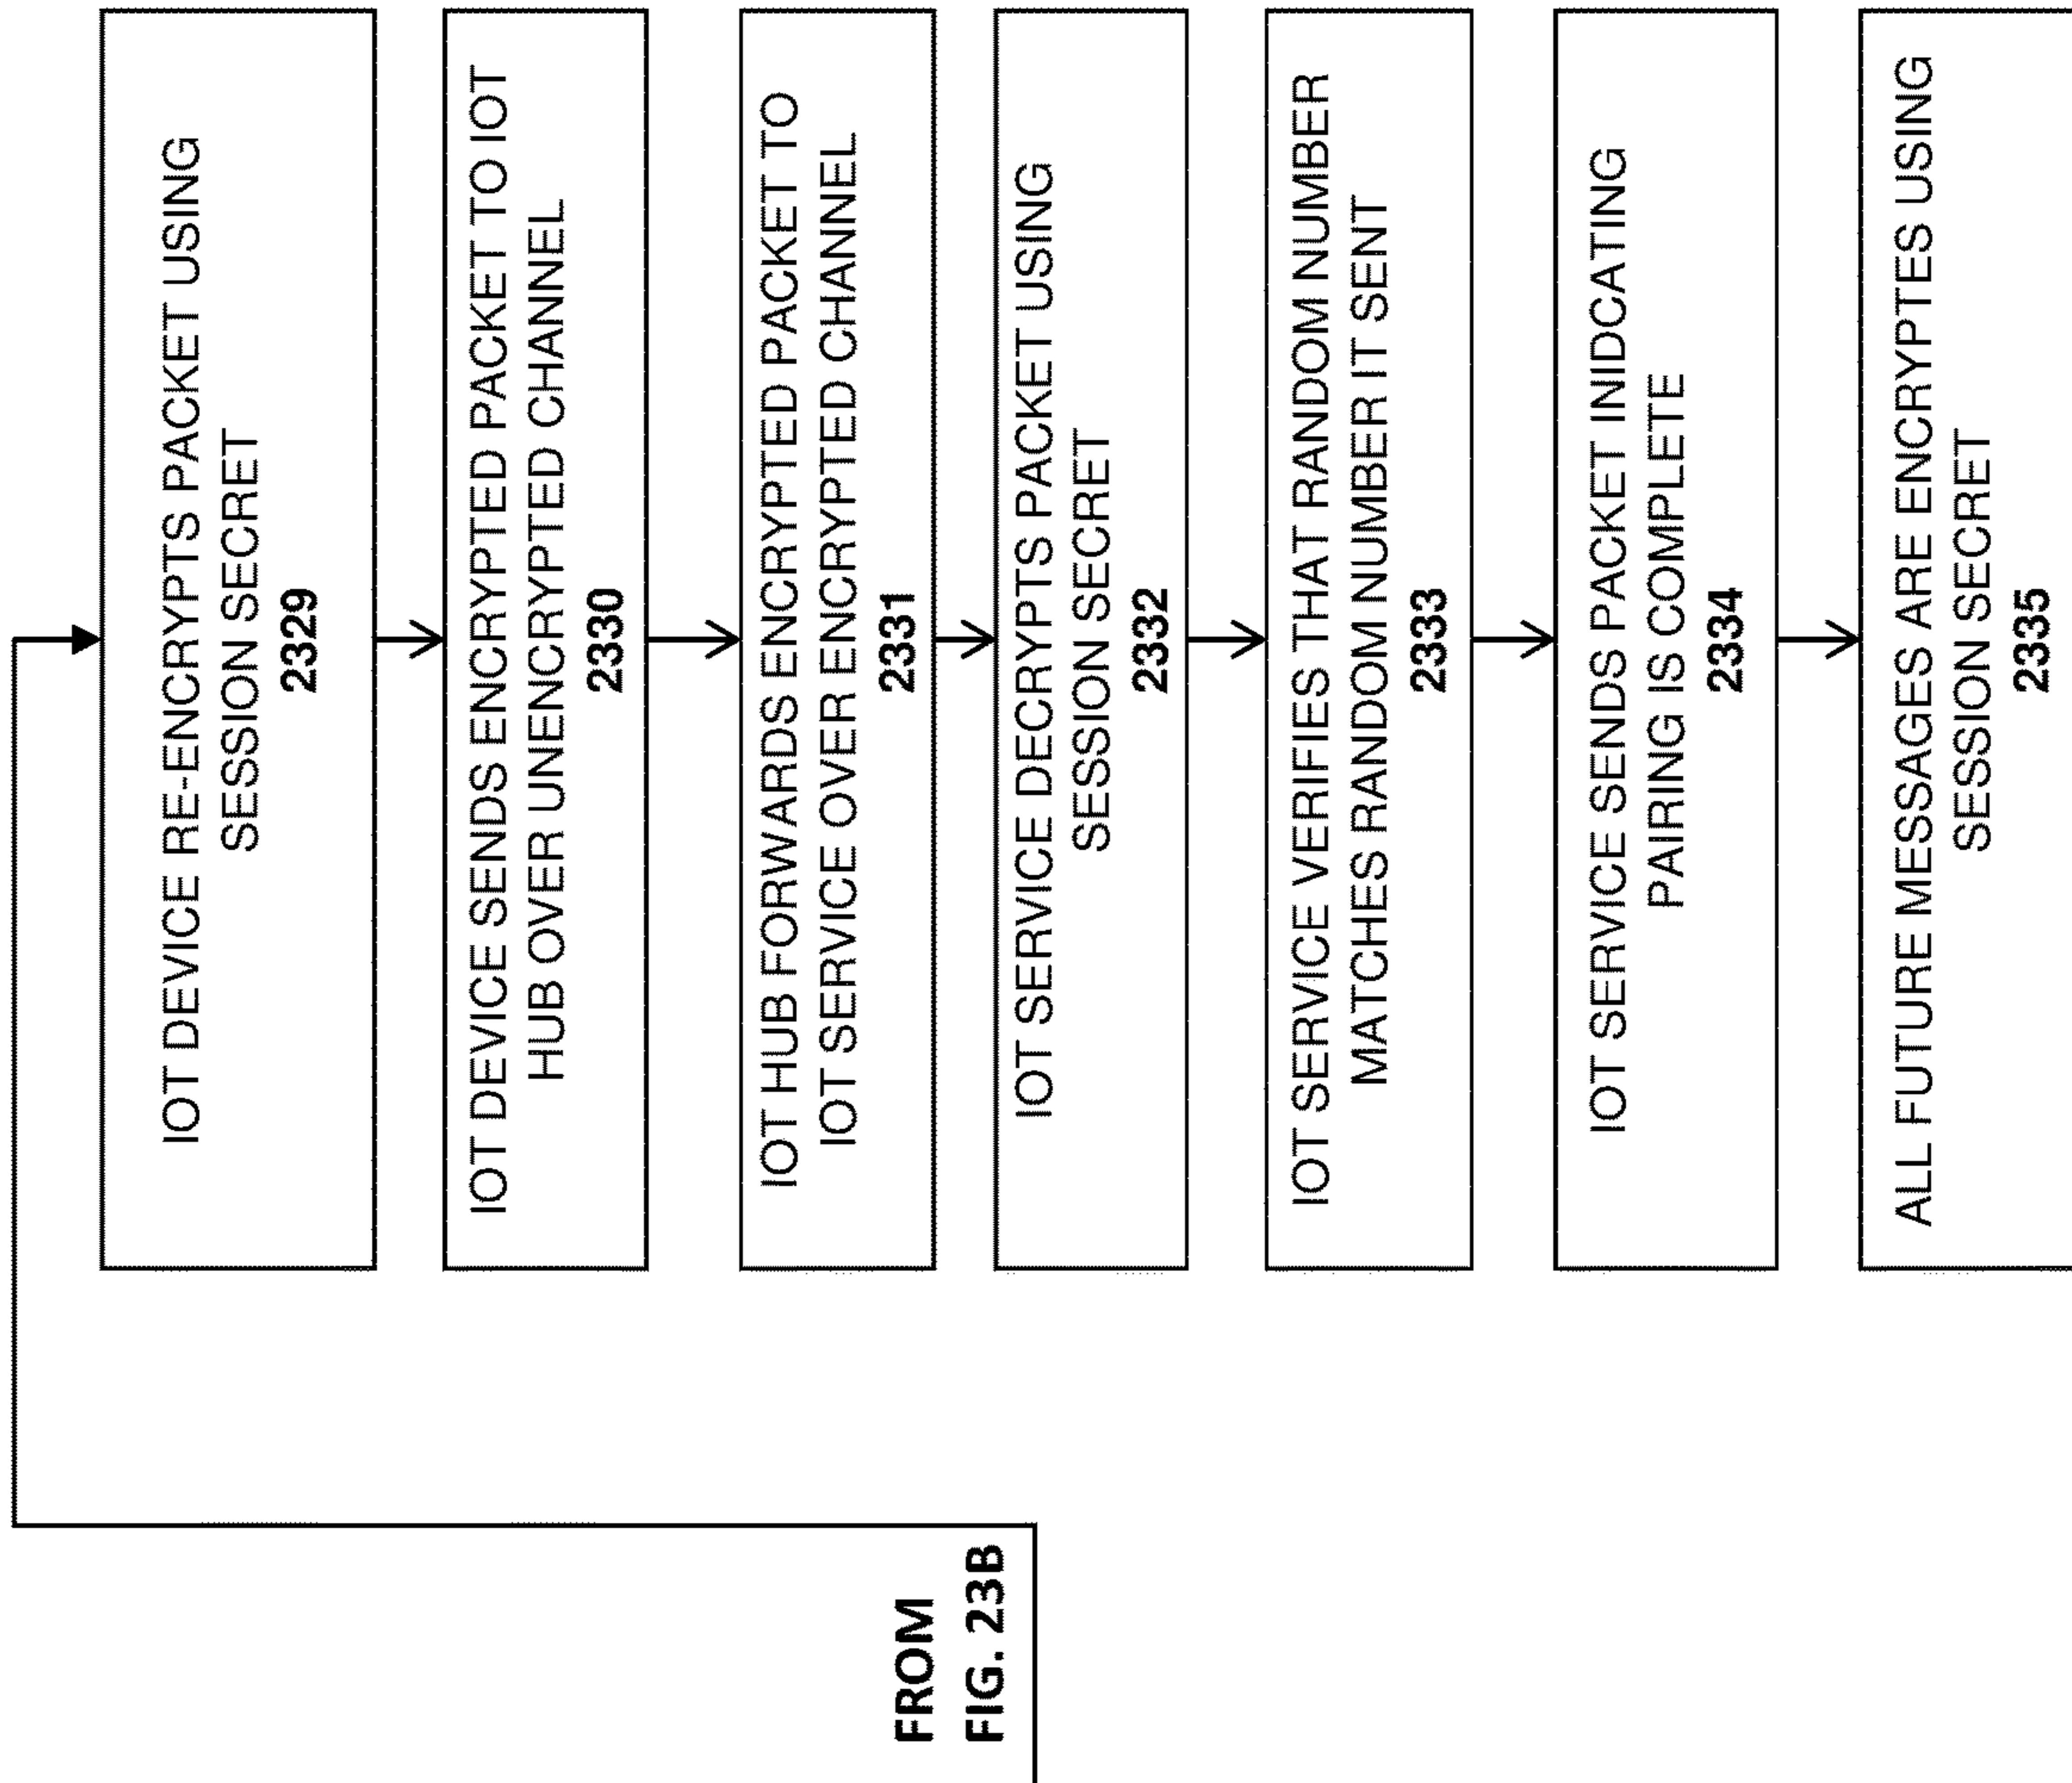 IOT DEVICE RE-ENCRYPTS PACKET USING
SESSION SECRET
2329
IOT DEVICE SENDS ENCRYPTED PACKET TO IOT
HUB OVER UNENCRYPTED CHANNEL
2330
IOT HUB FORWARDS ENCRYPTED PACKET TO
IOT SERVICE OVER ENCRYPTED CHANNEL
2331
IOT SERVICE DECRYPTS PACKET USING
SESSION SECRET
2332
IOT SERVICE VERIFIES THAT RANDOM NUMBER
MATCHES RANDOM NUMBER IT SENT
2333
IOT SERVICE SENDS PACKET INIDCATING
PAIRING IS COMPLETE
2334
ALL FUTURE MESSAGES ARE ENCRYPTES USING
SESSION SECRET
2335
FROM
FIG. 23B